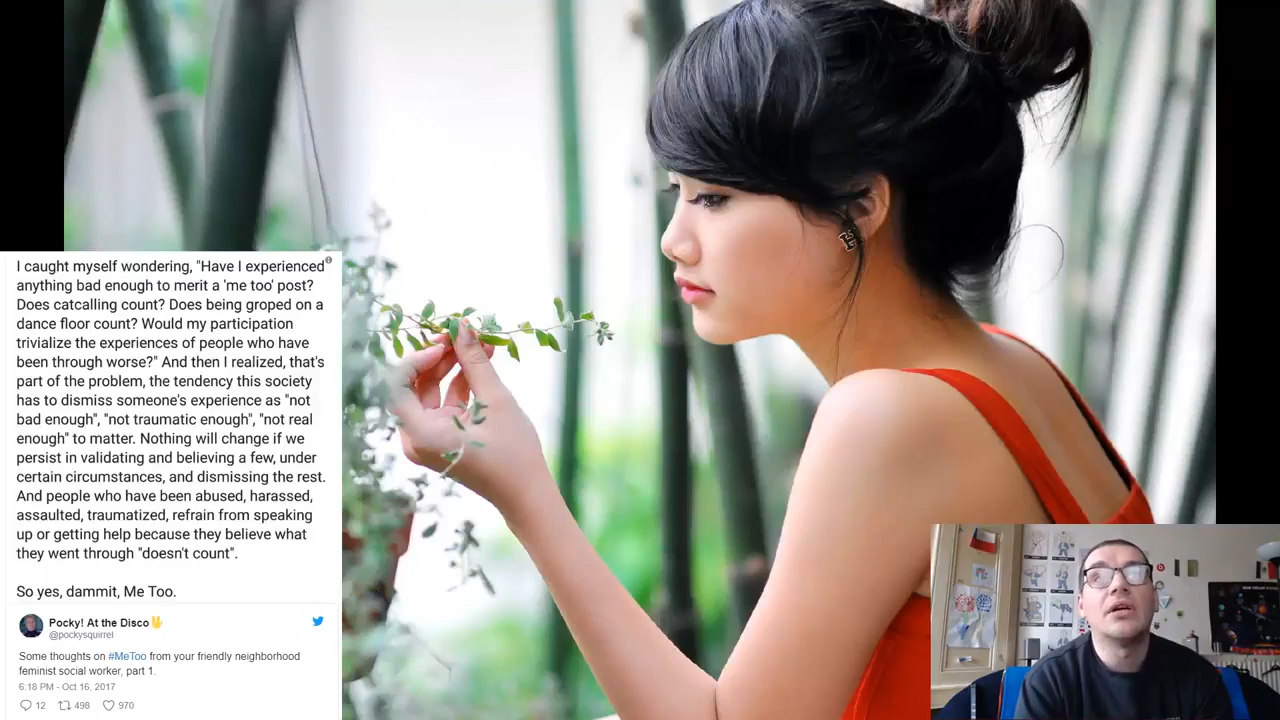 I caught myself wondering, "Have I experienced
anything bad enough to merit a 'me too' post?
Does catcalling count? Does being groped on a
dance floor count? Would my participation
trivialize the experiences of people who have
been through worse?" And then I realized, that's
part of the problem, the tendency this society
has to dismiss someone's experience as "not
bad enough", "not traumatic enough", "not real
enough" to matter. Nothing will change if we
persist in validating and believing a few, under
certain circumstances, and dismissing the rest.
And people who have been abused, harassed,
assaulted, traumatized, refrain from speaking
up or getting help because they believe what
they went through "doesn't count".
So yes, dammit, Me Too.
Pocky! At the Disco🖖
@pockysquirrel
Some thoughts on #MeToo from your friendly neighborhood
feminist social worker, part 1.
6:18 PM - Oct 16, 2017
12 498 970